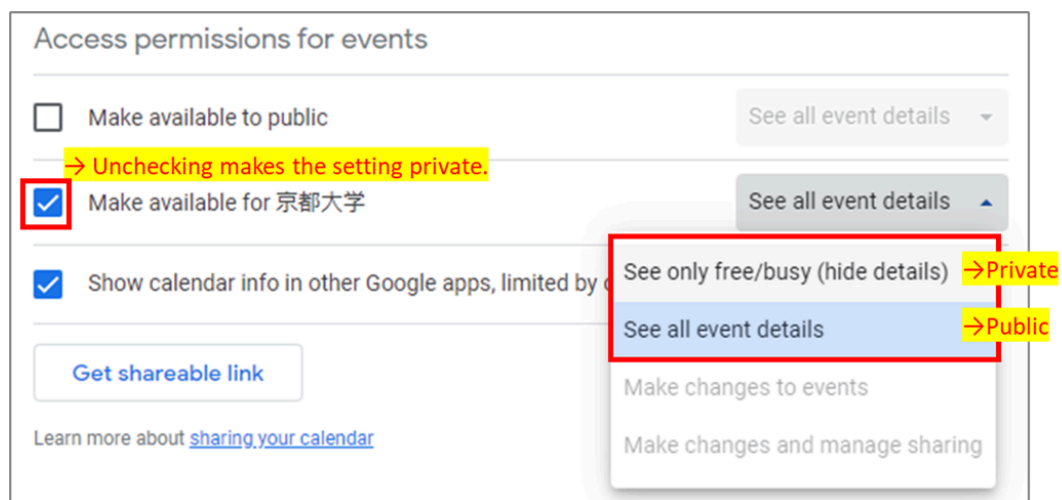 Access permissions for events
Make available to public
See all event details
→ Unchecking makes the setting private.
Make available for 京都大学
See all event details
See only free/busy (hide details)
→Private
Show calendar info in other Google apps, limited by
See all event details
→Public
Get shareable link
Make changes to events
Learn more about sharing your calendar
Make changes and manage sharing